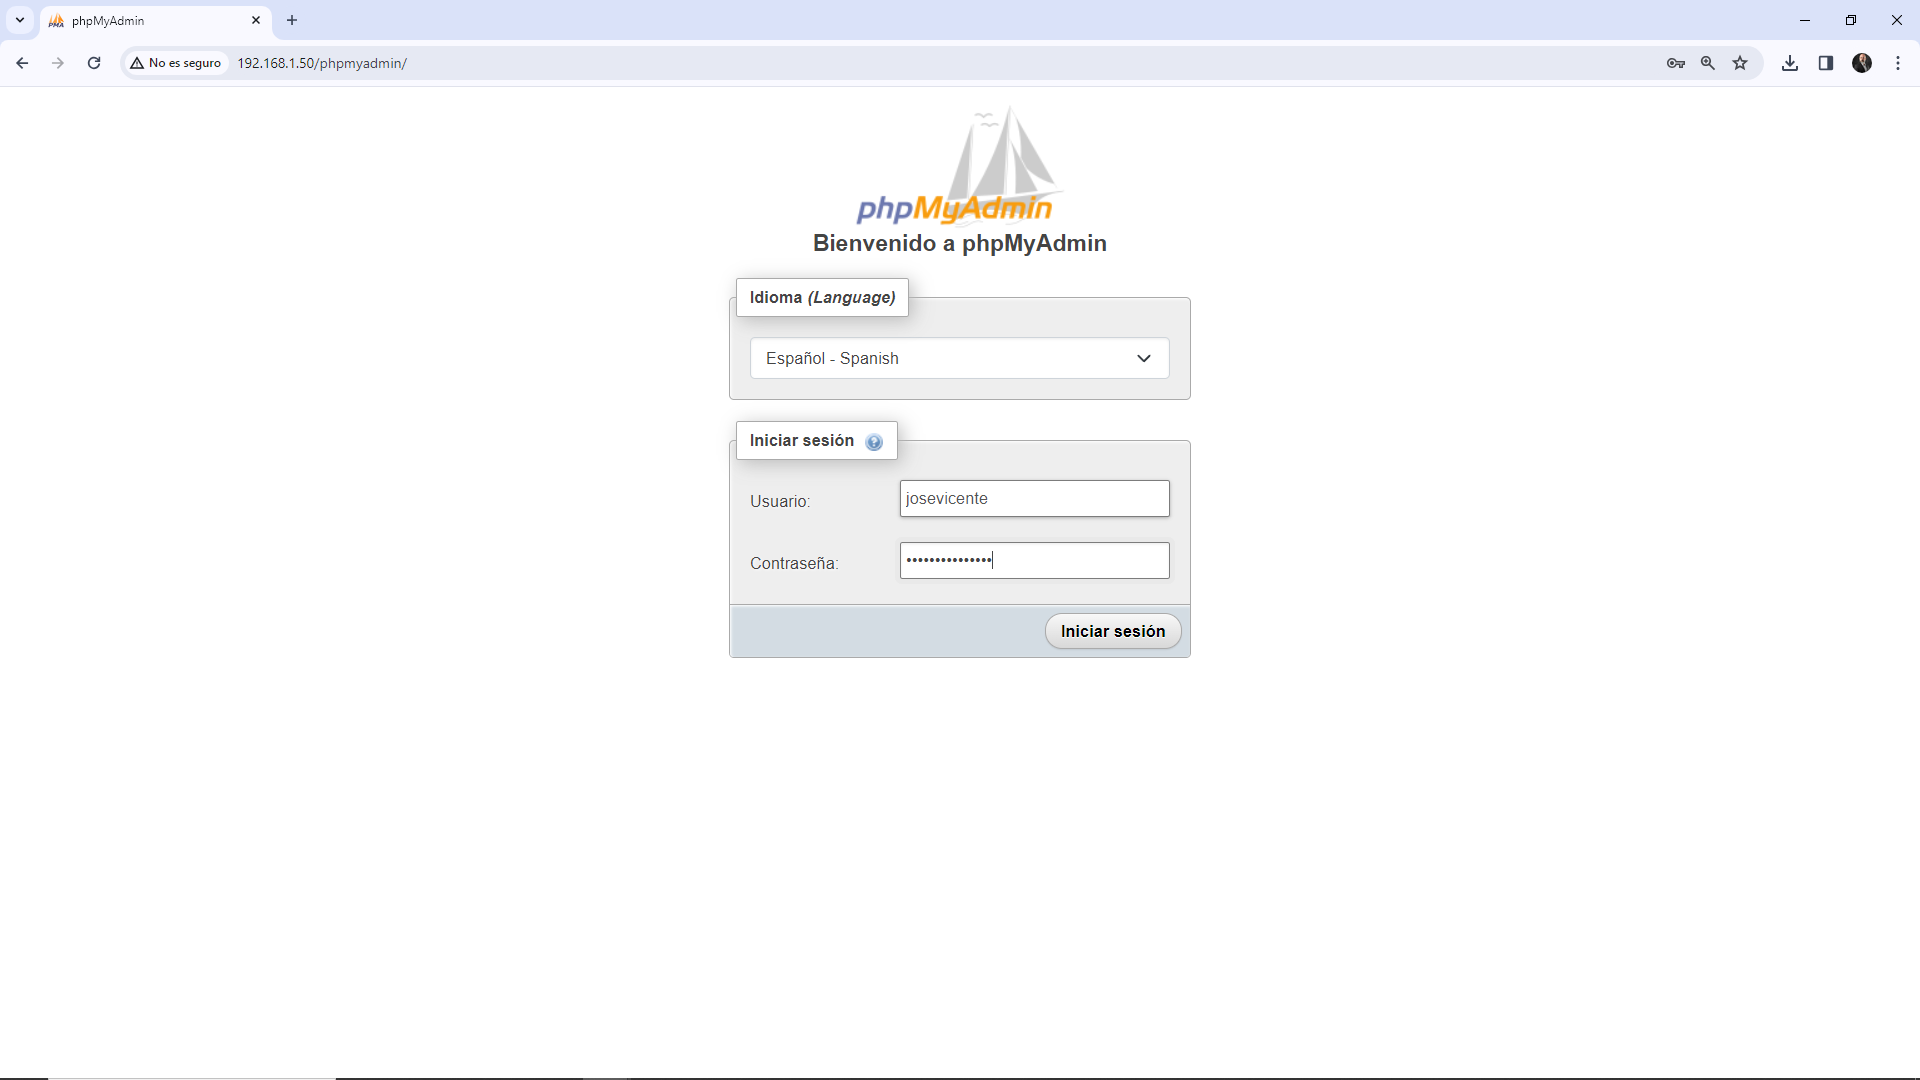 phpMyAdmin
No es seguro
192.168.1.50/phpmyadmin/
phpMyAdmin
Bienvenido a phpMyAdmin
Idioma (Language)
Español - Spanish
Iniciar sesión
Usuario:
josevicente
Contraseña:
•••••••••••••••
Iniciar sesión